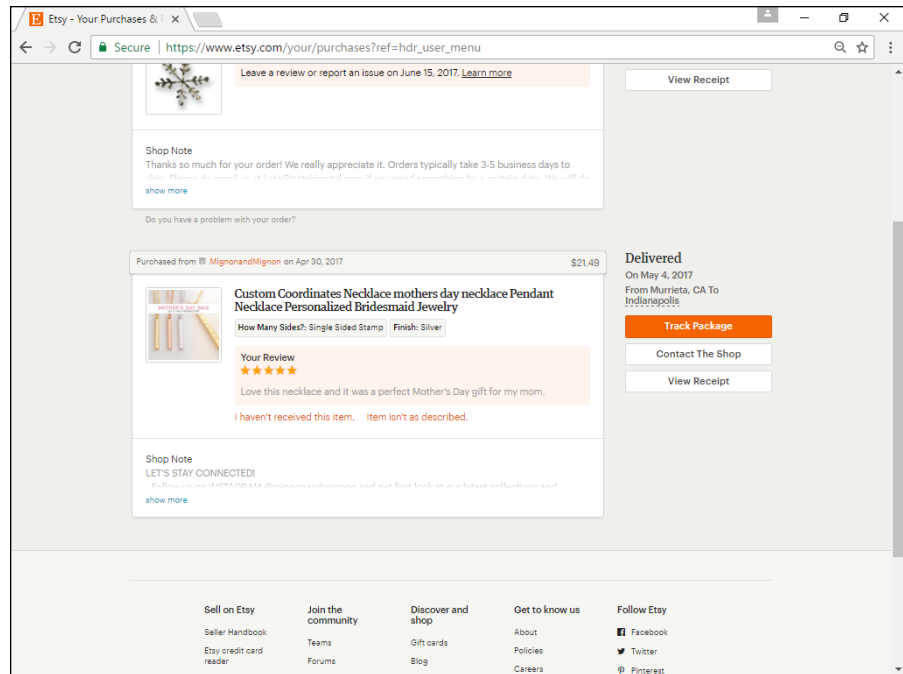 Etsy - Your Purchases &
Secure https://www.etsy.com/your/purchases?ref=hdr_user_menu
Leave a review or report an issue on June 15, 2017. Learn more
View Receipt
Shop Note
Thanks so much for your order! We really appreciate it. Orders typically take 3-5 business days to
show more
Do you have a problem with your order?
Purchased from MignonandMignon on Apr 30, 2017 $21.49
MOTHER'S DAY SALE
Custom Coordinates Necklace mothers day necklace Pendant
Necklace Personalized Bridesmaid Jewelry
How Many Sides?: Single Sided Stamp Finish: Silver
Your Review
Love this necklace and it was a perfect Mother's Day gift for my mom.
I haven't received this item. Item isn't as described.
Shop Note
LET'S STAY CONNECTED!
show more
Delivered
On May 4, 2017
From Murrieta, CA To
Indianapolis
Track Package
Contact The Shop
View Receipt
Sell on Etsy
Seller Handbook
Etsy credit card
reader
Join the
community
Teams
Forums
Discover and
shop
Gift cards
Blog
Get to know us
About
Policies
Careers
Follow Etsy
Facebook
Twitter
Pinterest